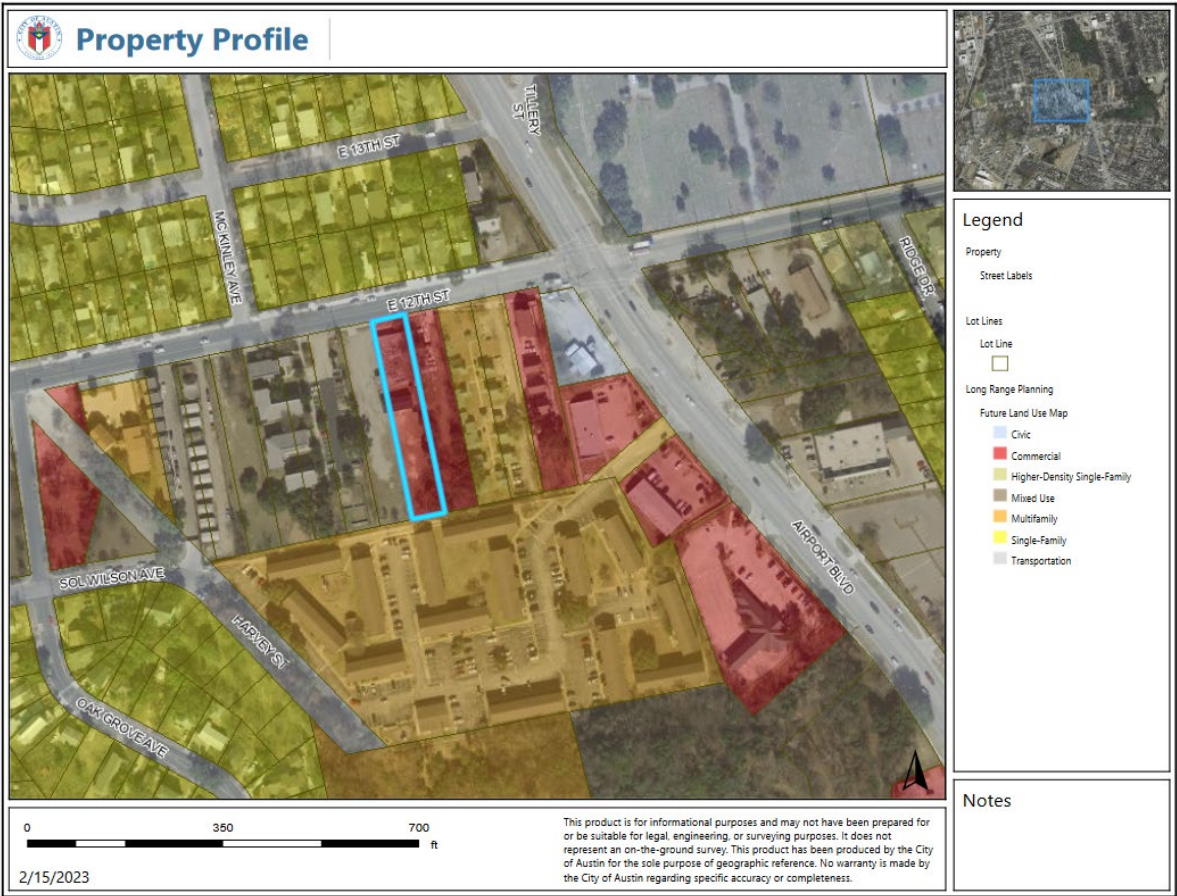 Property Profile
TILLERY
ST
E 13TH ST
MC KINLEY AVE
E 12TH ST
RIDGE DR
SOL WILSON AVE
HARVEY ST
OAK GROVE AVE
AIRPORT BLVD
Legend
Property
Street Labels
Lot Lines
Lot Line
Long Range Planning
Future Land Use Map
Civic
Commercial
Higher-Density Single-Family
Mixed Use
Multifamily
Single-Family
Transportation
Notes
0 350 700
ft
2/15/2023
This product is for informational purposes and may not have been prepared for
or be suitable for legal, engineering, or surveying purposes. It does not
represent an on-the-ground survey. This product has been produced by the City
of Austin for the sole purpose of geographic reference. No warranty is made by
the City of Austin regarding specific accuracy or completeness.